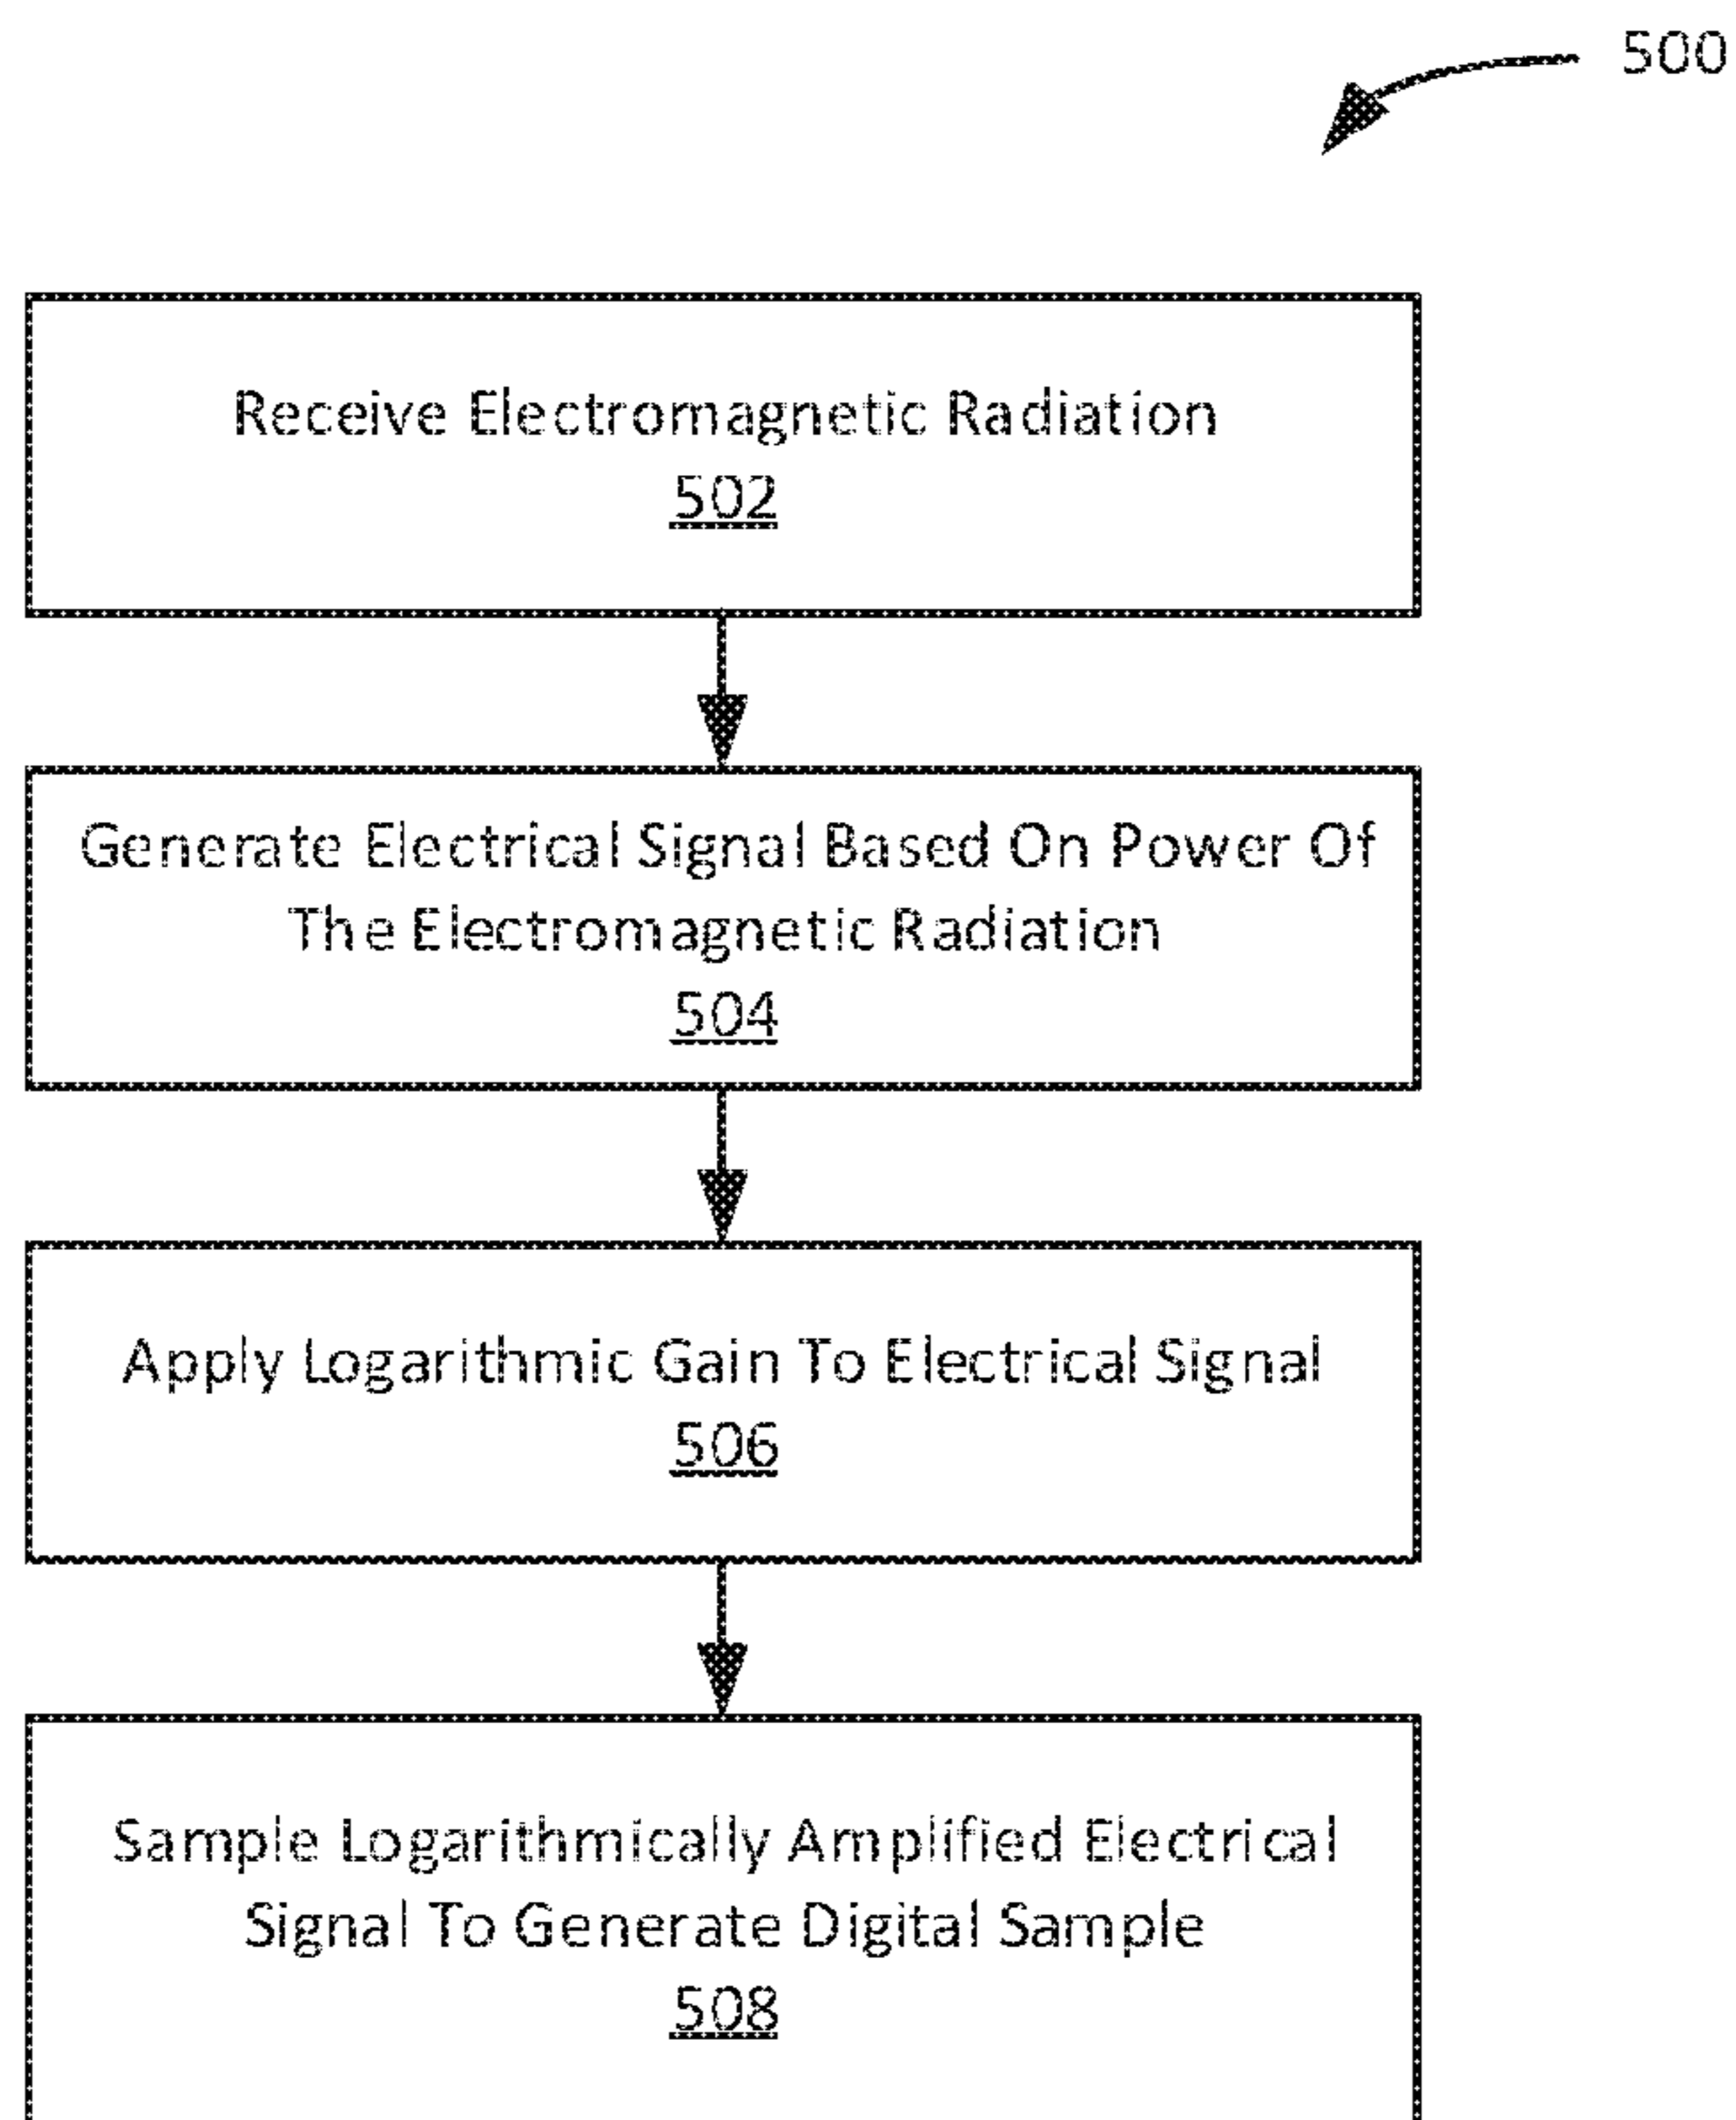 500
Receive Electromagnetic Radiation
502
Generate Electrical Signal Based On Power Of
The Electromagnetic Radiation
504
Apply Logarithmic Gain To Electrical Signal
506
Sample Logarithmically Amplified Electrical
Signal To Generate Digital Sample
508